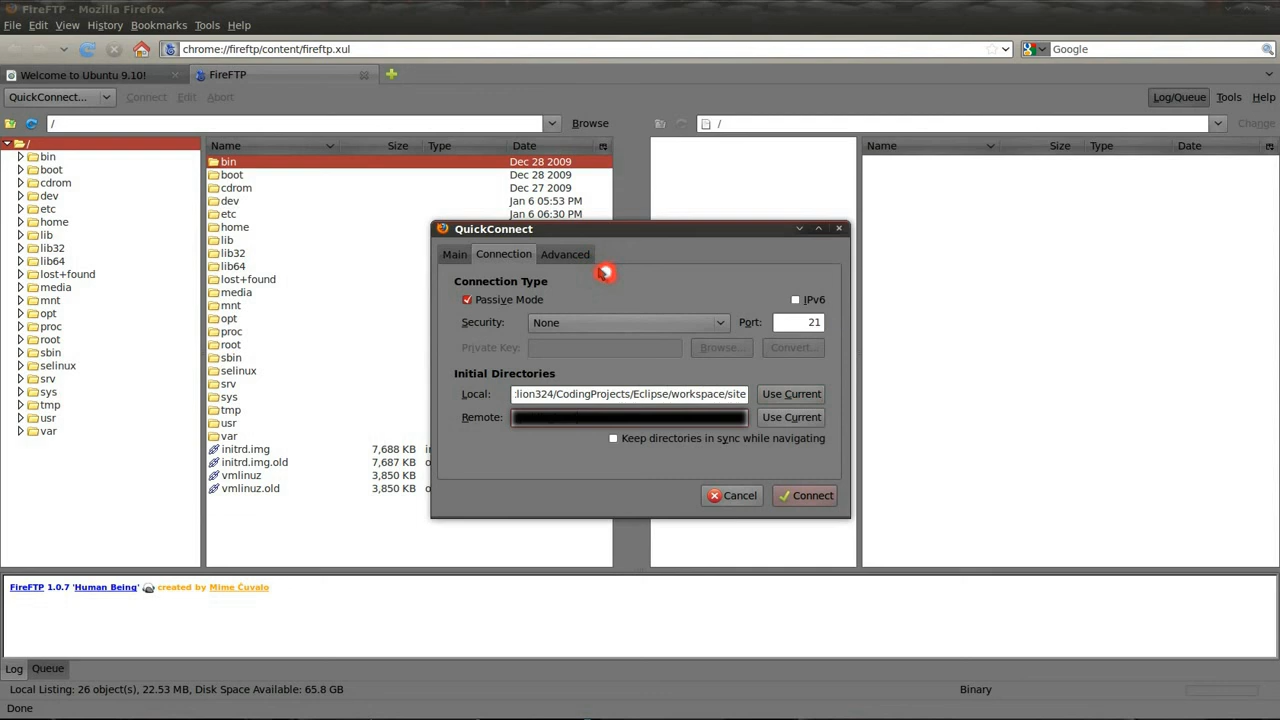 FireFTP - Mozilla Firefox
File Edit View History Bookmarks Tools Help
chrome://fireftp/content/fireftp.xul
Google
Welcome to Ubuntu 9.10!
FireFTP
QuickConnect...
Connect
Edit
Abort
Log/Queue
Tools
Help
/
Browse
/
Change
/
bin
boot
cdrom
dev
etc
home
lib
lib32
lib64
lost+found
media
mnt
opt
proc
root
sbin
selinux
srv
sys
tmp
usr
var
Name Size Type Date
bin Dec 28 2009
boot Dec 28 2009
cdrom Dec 27 2009
dev Jan 6 05:53 PM
etc Jan 6 06:30 PM
home
lib
lib32
lib64
lost+found
media
mnt
opt
proc
root
sbin
selinux
srv
sys
tmp
usr
var
initrd.img 7,688 KB
initrd.img.old 7,687 KB
vmlinuz 3,850 KB
vmlinuz.old 3,850 KB
Name Size Type Date
QuickConnect
Main Connection Advanced
Connection Type
Passive Mode
IPv6
Security: None Port: 21
Private Key: Browse... Convert...
Initial Directories
Local: :lion324/CodingProjects/Eclipse/workspace/site Use Current
Remote: Use Current
Keep directories in sync while navigating
Cancel
Connect
FireFTP 1.0.7 'Human Being' created by Mime Čuvalo
Log Queue
Local Listing: 26 object(s), 22.53 MB, Disk Space Available: 65.8 GB
Binary
Done